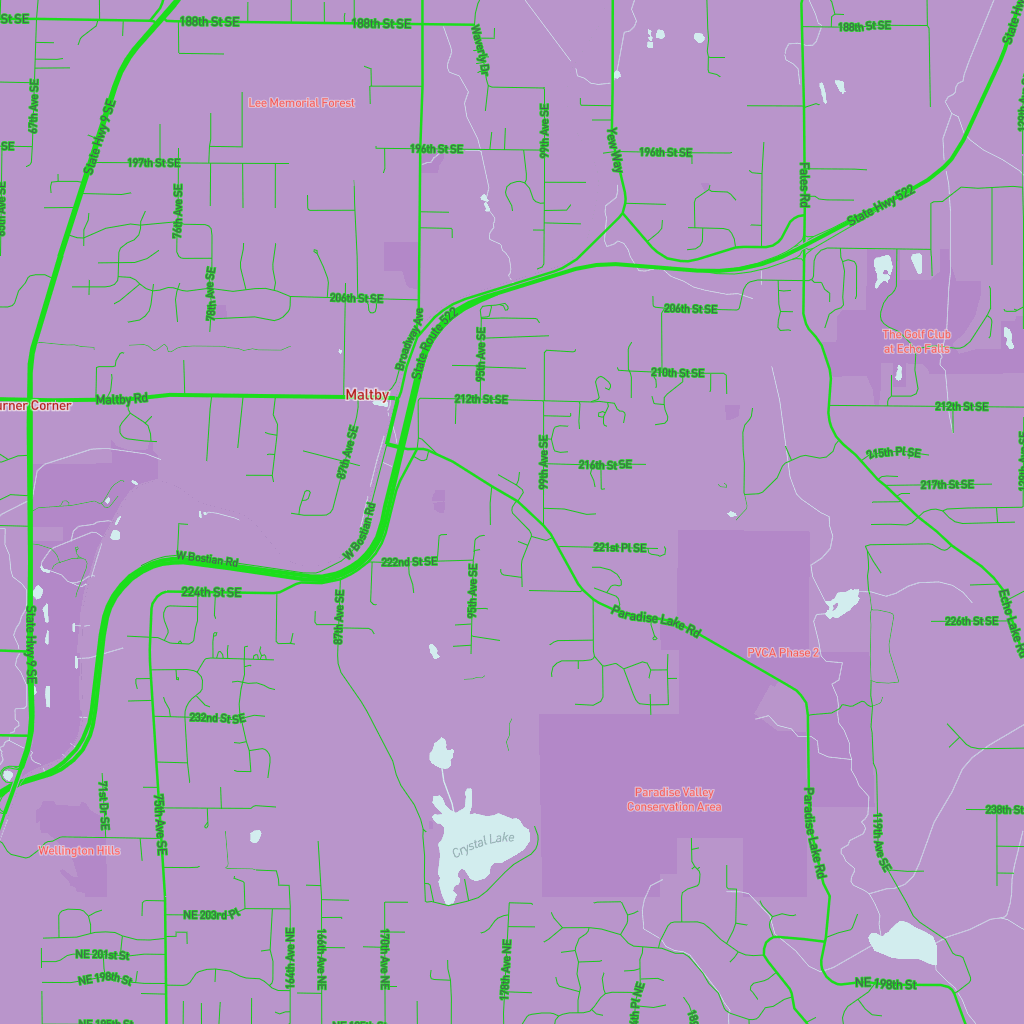 St SE
188th St SE
188th St SE
188th St SE
State Hwy 9 SE
67th Ave SE
Waverly Dr
Lee Memorial Forest
99th Ave SE
Yew Way
SE
197th St SE
196th St SE
196th St SE
Fales Rd
State Hwy 522
76th Ave SE
78th Ave SE
206th St SE
206th St SE
Broadway Ave
State Route 522
95th Ave SE
The Golf Club
at Echo Falls
210th St SE
Maltby
Maltby Rd
212th St SE
212th St SE
87th Ave SE
99th Ave SE
216th St SE
215th Pl SE
217th St SE
W Bostian Rd
W Bostian Rd
222nd St SE
221st Pl SE
224th St SE
87th Ave SE
95th Ave SE
Paradise Lake Rd
226th St SE
Echo Lake Rd
State Hwy 9 SE
PVCA Phase 2
232nd St SE
71st Dr SE
75th Ave SE
Paradise Valley
Conservation Area
Paradise Lake Rd
119th Ave SE
238th St
Crystal Lake
Wellington Hills
NE 203rd Pl
NE 201st St
NE 198th St
164th Ave NE
166th Ave NE
170th Ave NE
178th Ave NE
NE 198th St